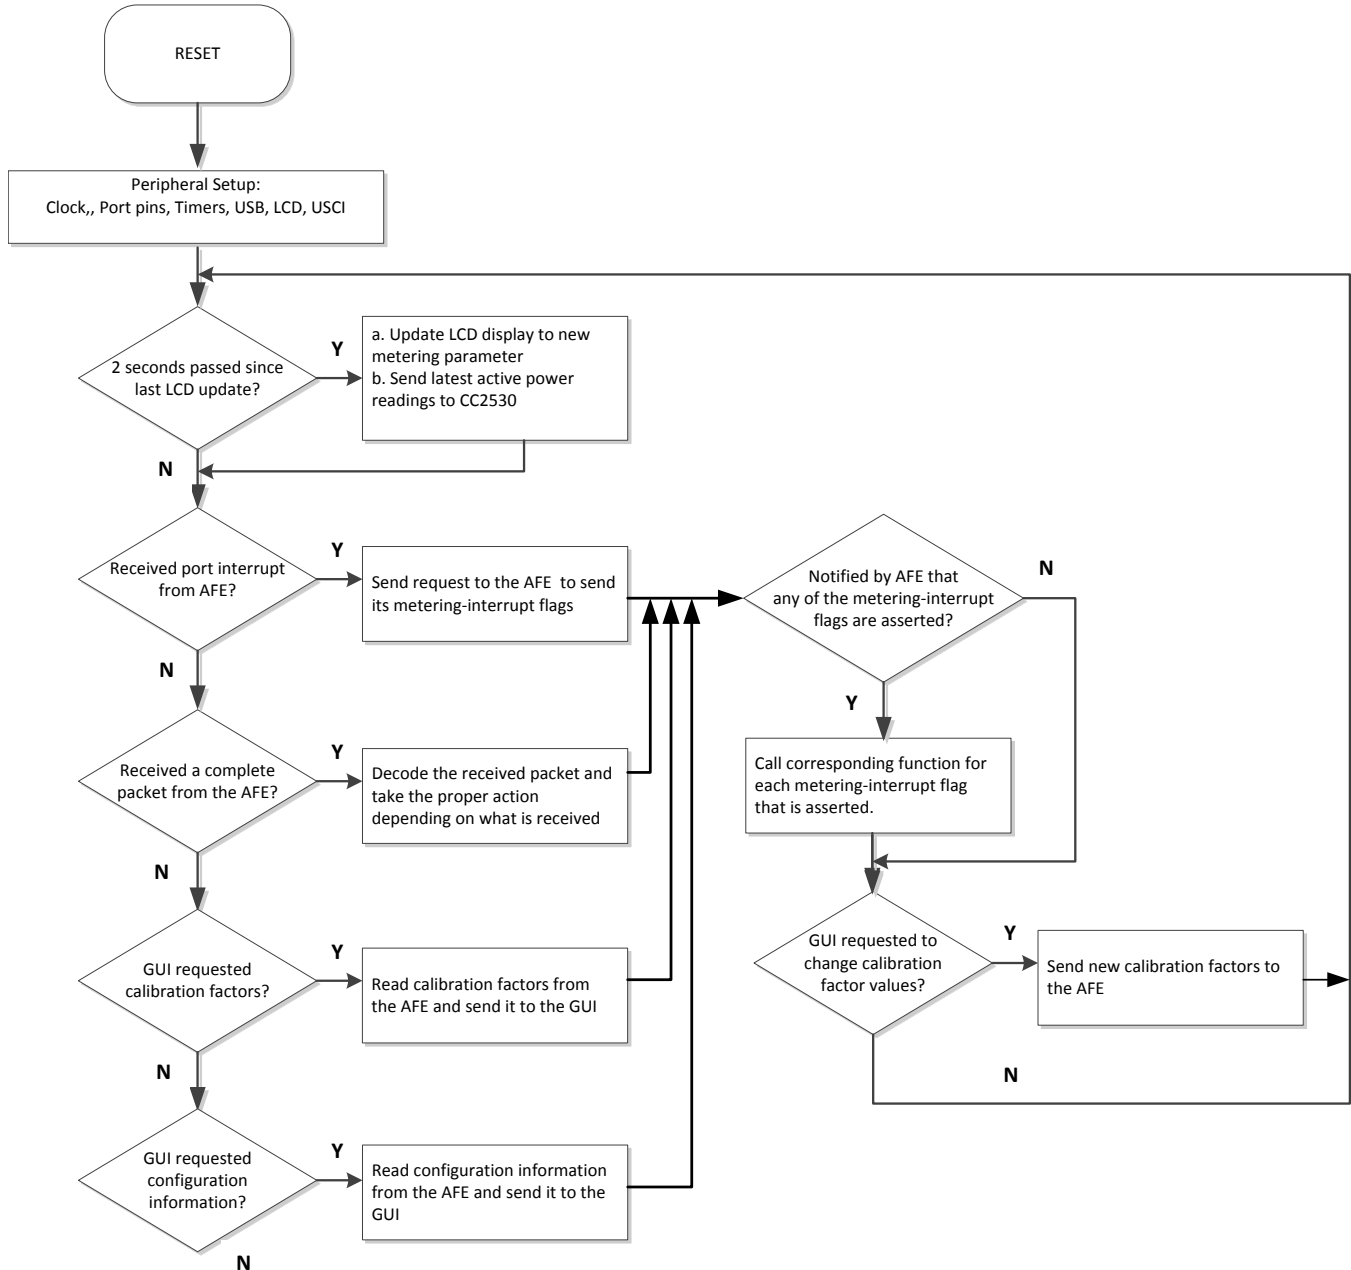 RESET
Peripheral Setup:
Clock,, Port pins, Timers, USB, LCD, USCI
2 seconds passed since
last LCD update?
Y
a. Update LCD display to new
metering parameter
b. Send latest active power
readings to CC2530
N
Received port interrupt
from AFE?
Y
Send request to the AFE to send
its metering-interrupt flags
N
Received a complete
packet from the AFE?
Y
Decode the received packet and
take the proper action
depending on what is received
N
GUI requested
calibration factors?
Y
Read calibration factors from
the AFE and send it to the GUI
N
GUI requested
configuration
information?
Y
Read configuration information
from the AFE and send it to the
GUI
N
Notified by AFE that
any of the metering-interrupt
flags are asserted?
N
Y
Call corresponding function for
each metering-interrupt flag
that is asserted.
GUI requested to
change calibration
factor values?
Y
Send new calibration factors to
the AFE
N